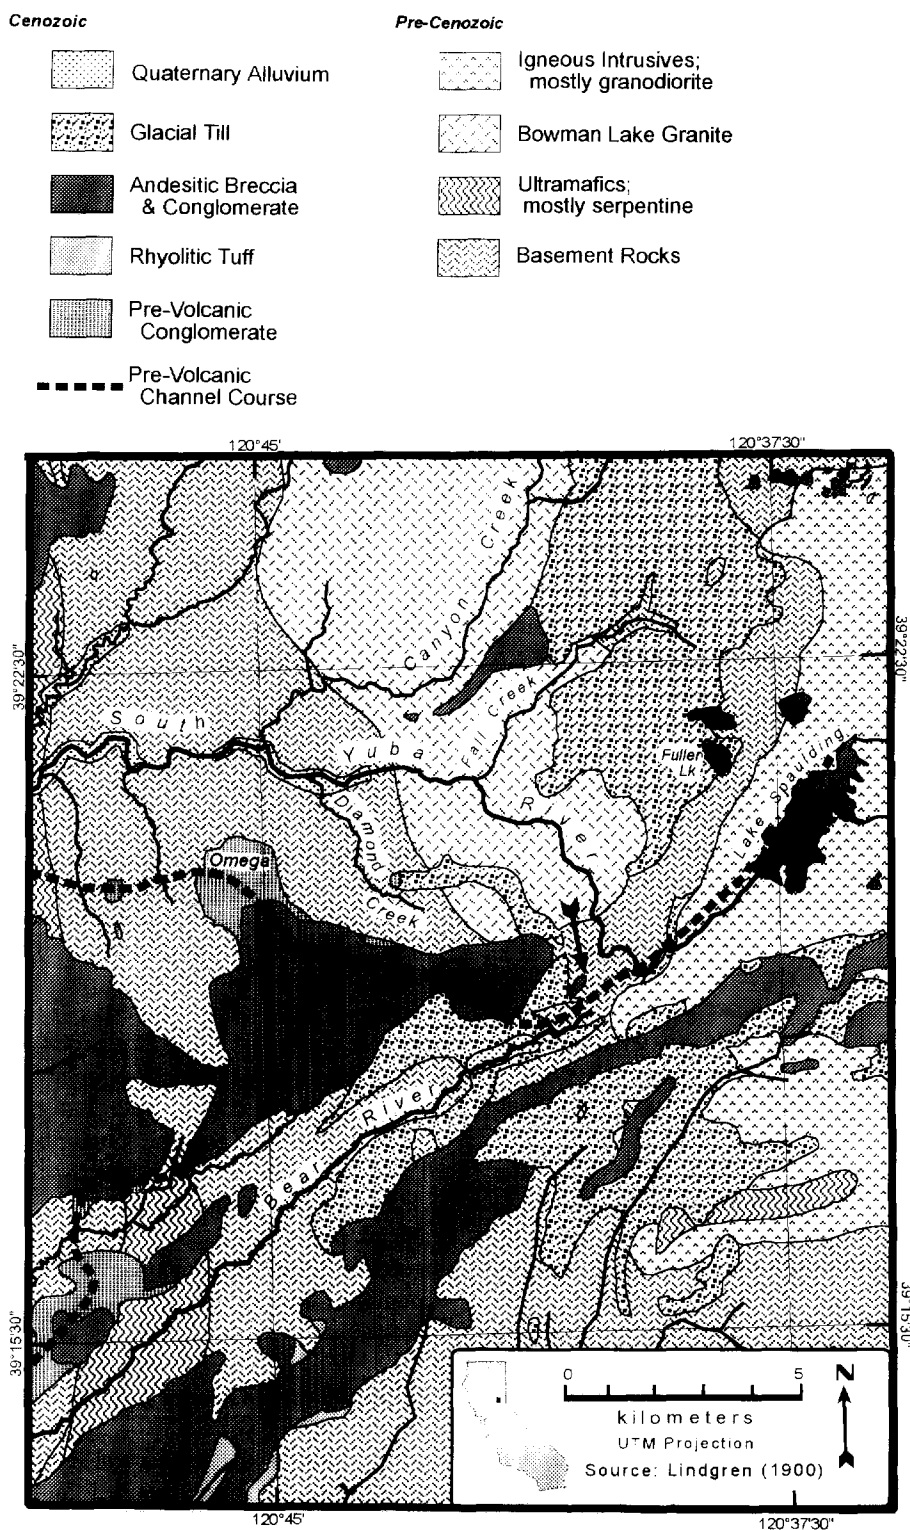 Cenozoic
Pre-Cenozoic
Quaternary Alluvium
Glacial Till
Andesitic Breccia
& Conglomerate
Rhyolitic Tuff
Pre-Volcanic
Conglomerate
Pre-Volcanic
Channel Course
Igneous Intrusives;
mostly granodiorite
Bowman Lake Granite
Ultramafics;
mostly serpentine
Basement Rocks
120°45'
120°37'30"
39°22'30"
39°22'30"
Canyon Creek
South Yuba River
Fall Creek
Fuller
Lk
Lake Spaulding
Diamond Creek
Omega
Bear River
39°15'30"
39°15'30"
0 5
kilometers
UTM Projection
Source: Lindgren (1900)
N
120°45'
120°37'30"